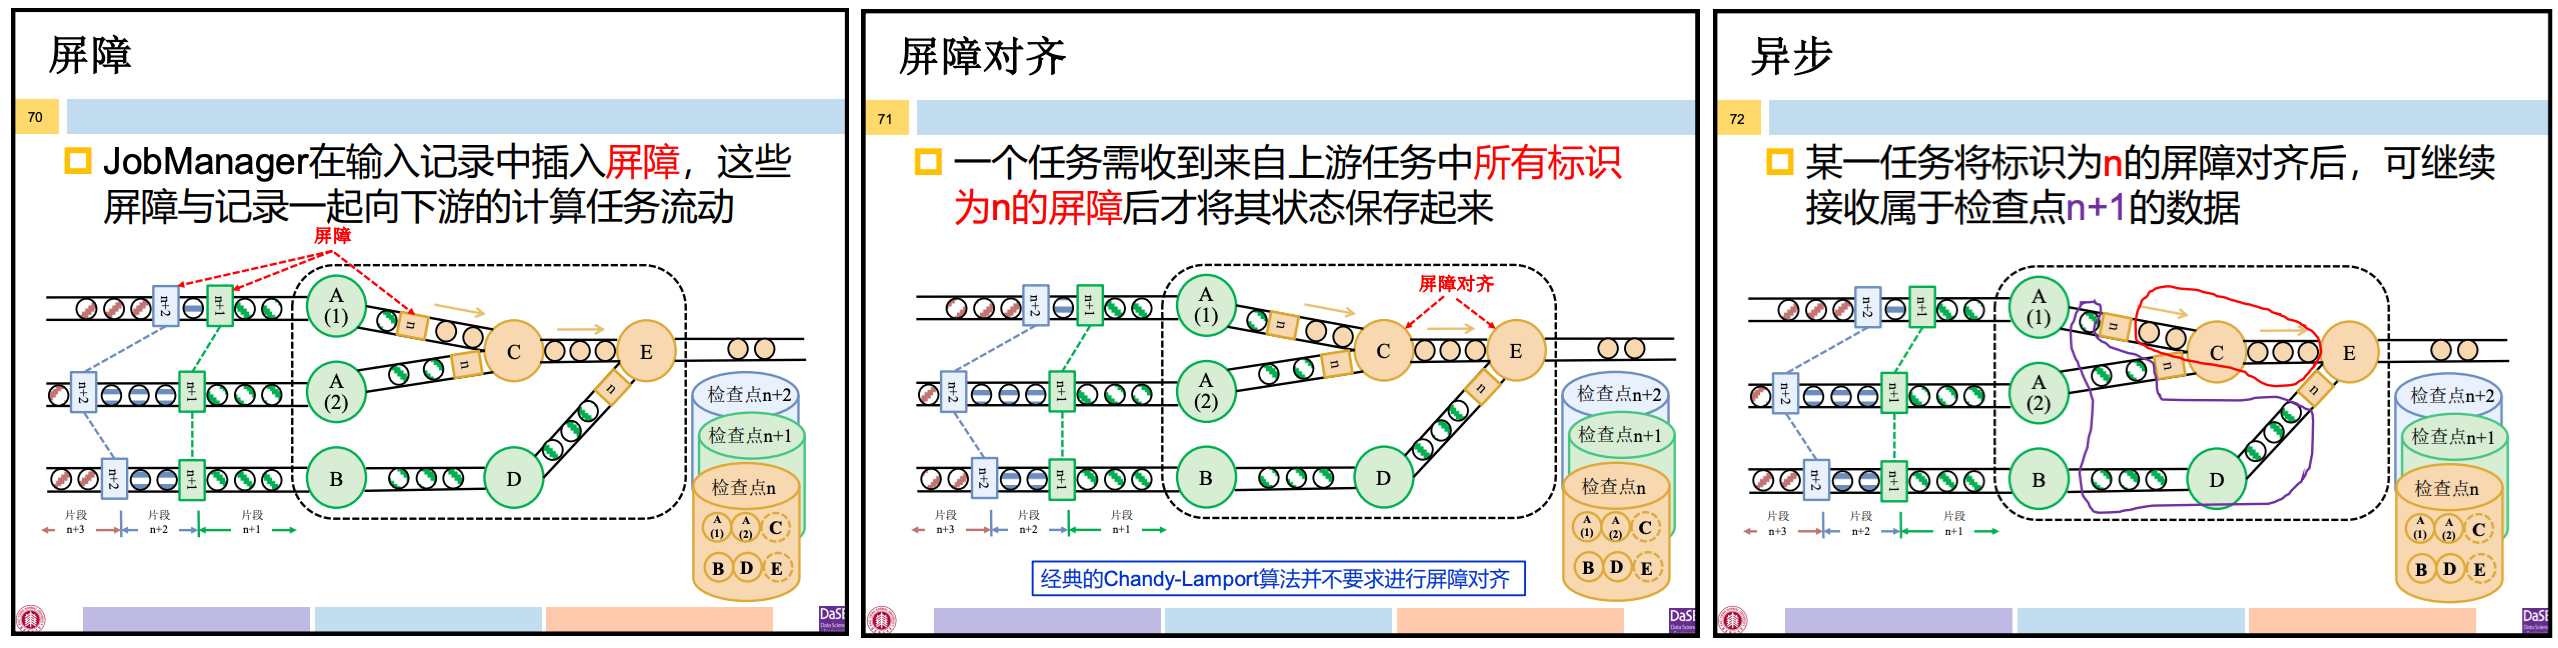 屏障
70
JobManager在输入记录中插入屏障，这些
屏障与记录一起向下游的计算任务流动
屏障
n+2
n+1
A
(1)
n
C
E
n+2
n+1
A
(2)
n
n
n+2
n+1
B
D
片段
n+3
片段
n+2
片段
n+1
检查点n+2
检查点n+1
检查点n
A
(1)
A
(2)
C
B
D
E
DaSE
屏障对齐
71
一个任务需收到来自上游任务中所有标识
为n的屏障后才将其状态保存起来
屏障对齐
n+2
n+1
A
(1)
n
C
E
n+2
n+1
A
(2)
n
n
n+2
n+1
B
D
片段
n+3
片段
n+2
片段
n+1
检查点n+2
检查点n+1
检查点n
A
(1)
A
(2)
C
B
D
E
经典的Chandy-Lamport算法并不要求进行屏障对齐
DaSE
异步
72
某一任务将标识为n的屏障对齐后，可继续
接收属于检查点n+1的数据
n+2
n+1
A
(1)
n
C
E
n+2
n+1
A
(2)
n
n
n+2
n+1
B
D
片段
n+3
片段
n+2
片段
n+1
检查点n+2
检查点n+1
检查点n
A
(1)
A
(2)
C
B
D
E
DaSE